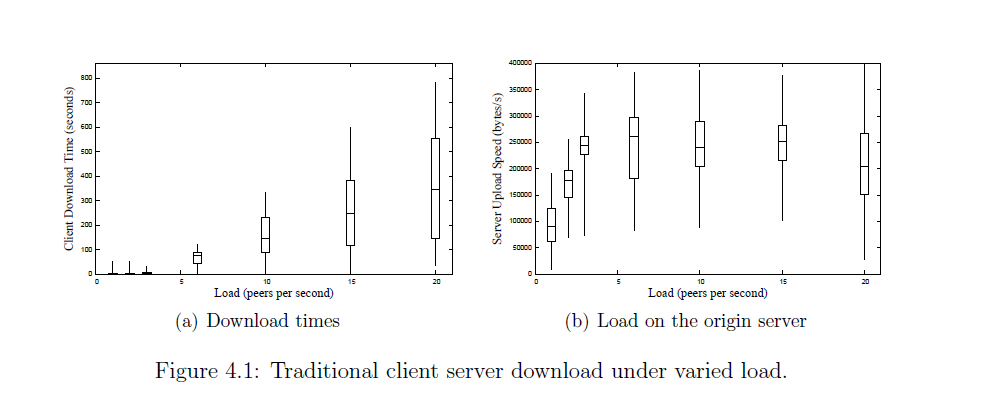 800
700
600
500
400
300
200
100
0
Client Download Time (seconds)
0 5 10 15 20
Load (peers per second)
(a) Download times
400000
350000
300000
250000
200000
150000
100000
50000
0
Server Upload Speed (bytes/s)
0 5 10 15 20
Load (peers per second)
(b) Load on the origin server
Figure 4.1: Traditional client server download under varied load.